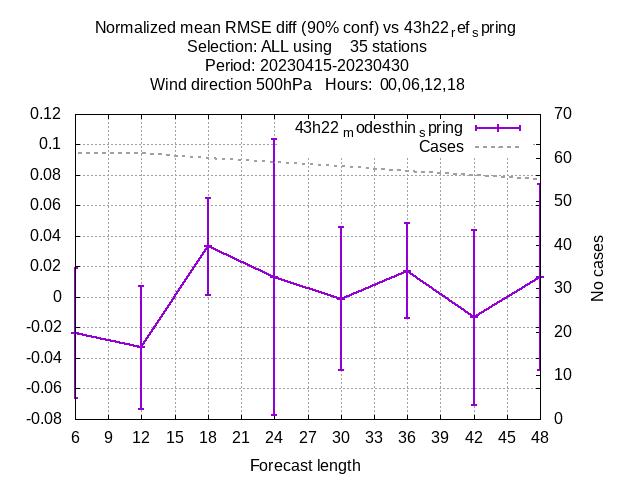 Normalized mean RMSE diff (90% conf) vs 43h22refspring
Selection: ALL using 35 stations
Period: 20230415-20230430
Wind direction 500hPa Hours: 00,06,12,18
43h22modesthinspring
Cases
0.12
0.1
0.08
0.06
0.04
0.02
0
-0.02
-0.04
-0.06
-0.08
70
60
50
40
30
20
10
0
No cases
6 9 12 15 18 21 24 27 30 33 36 39 42 45 48
Forecast length